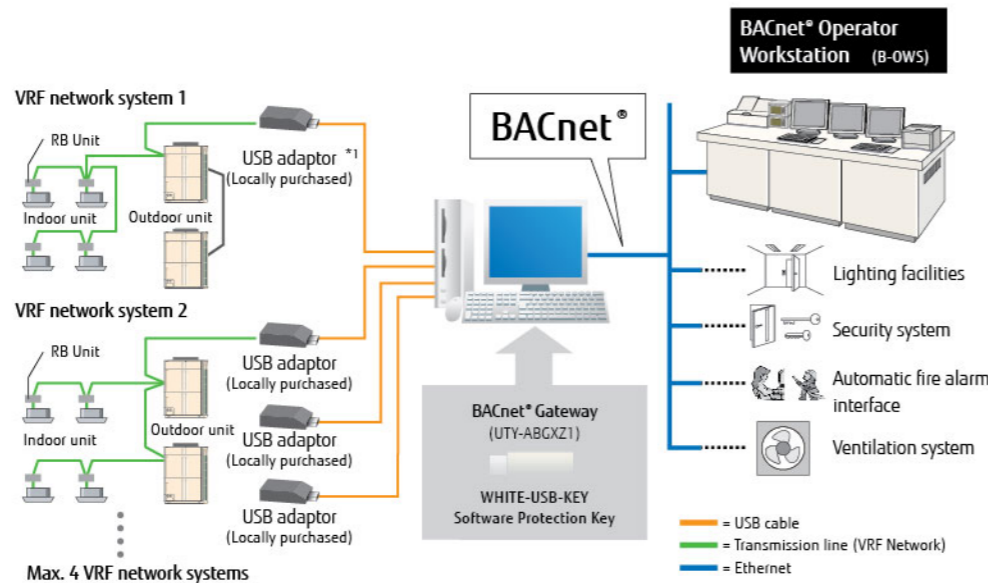 BACnet® Operator
Workstation (B-OWS)
VRF network system 1
RB Unit
USB adaptor *1
(Locally purchased)
Indoor unit
Outdoor unit
BACnet®
VRF network system 2
RB Unit
USB adaptor
(Locally purchased)
Indoor unit
Outdoor unit
USB adaptor
(Locally purchased)
USB adaptor
(Locally purchased)
Max. 4 VRF network systems
BACnet® Gateway
(UTY-ABGXZ1)
WHITE-USB-KEY
Software Protection Key
Lighting facilities
Security system
Automatic fire alarm
interface
Ventilation system
= USB cable
= Transmission line (VRF Network)
= Ethernet